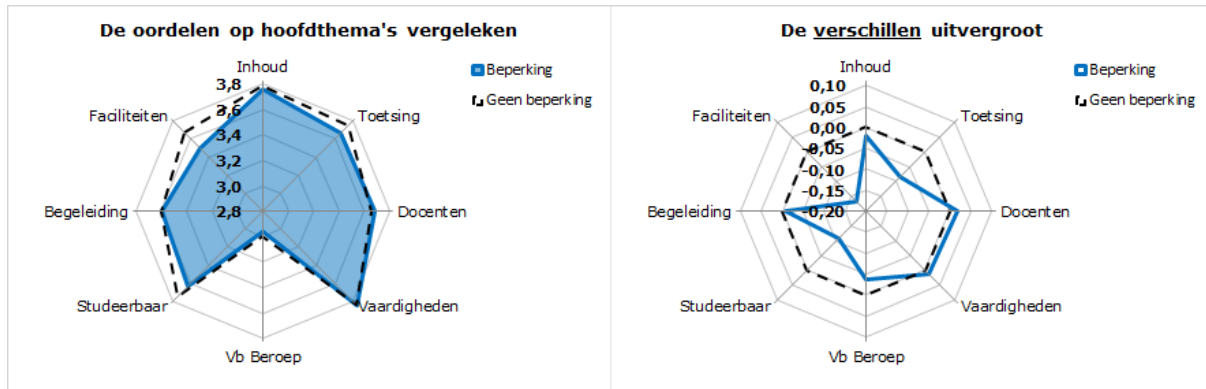 De oordelen op hoofdthema's vergeleken
Inhoud
Toetsing
Docenten
Vaardigheden
Vb Beroep
Studeerbaar
Begeleiding
Faciliteiten
3,8
3,6
3,4
3,2
3,0
2,8
Beperking
Geen beperking
De verschillen uitvergroot
Inhoud
Toetsing
Docenten
Vaardigheden
Vb Beroep
Studeerbaar
Begeleiding
Faciliteiten
0,10
0,05
0,00
-0,05
-0,10
-0,15
-0,20
Beperking
Geen beperking